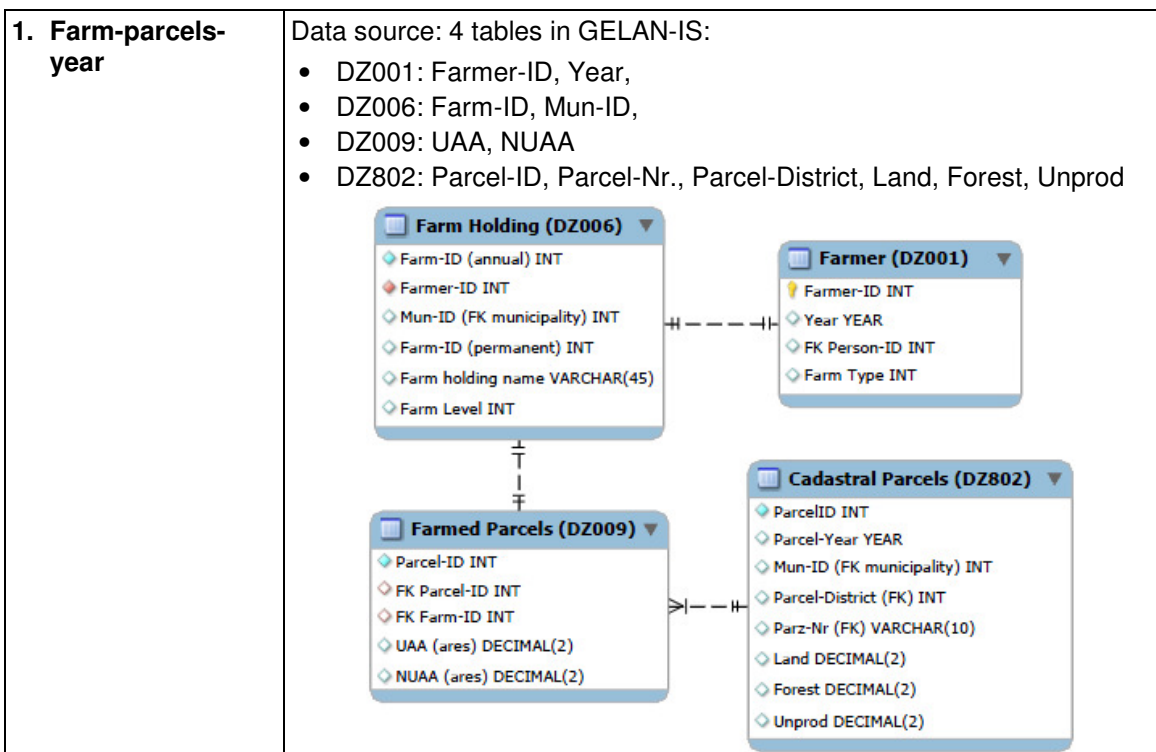 1. Farm-parcels-
year
Data source: 4 tables in GELAN-IS:
• DZ001: Farmer-ID, Year,
• DZ006: Farm-ID, Mun-ID,
• DZ009: UAA, NUAA
• DZ802: Parcel-ID, Parcel-Nr., Parcel-District, Land, Forest, Unprod
Farm Holding (DZ006)
Farm-ID (annual) INT
Farmer-ID INT
Mun-ID (FK municipality) INT
Farm-ID (permanent) INT
Farm holding name VARCHAR(45)
Farm Level INT
Farmer (DZ001)
Farmer-ID INT
Year YEAR
FK Person-ID INT
Farm Type INT
Farmed Parcels (DZ009)
Parcel-ID INT
FK Parcel-ID INT
FK Farm-ID INT
UAA (ares) DECIMAL(2)
NUAA (ares) DECIMAL(2)
Cadastral Parcels (DZ802)
ParcelID INT
Parcel-Year YEAR
Mun-ID (FK municipality) INT
Parcel-District (FK) INT
Parz-Nr (FK) VARCHAR(10)
Land DECIMAL(2)
Forest DECIMAL(2)
Unprod DECIMAL(2)